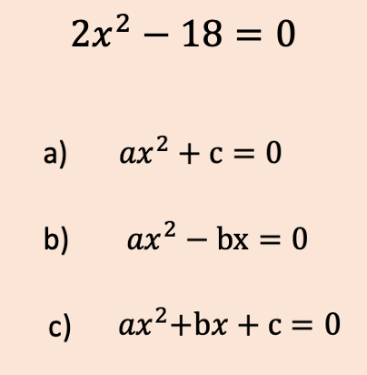 2x² − 18 = 0
a) ax² + c = 0
b) ax² − bx = 0
c) ax²+bx + c = 0